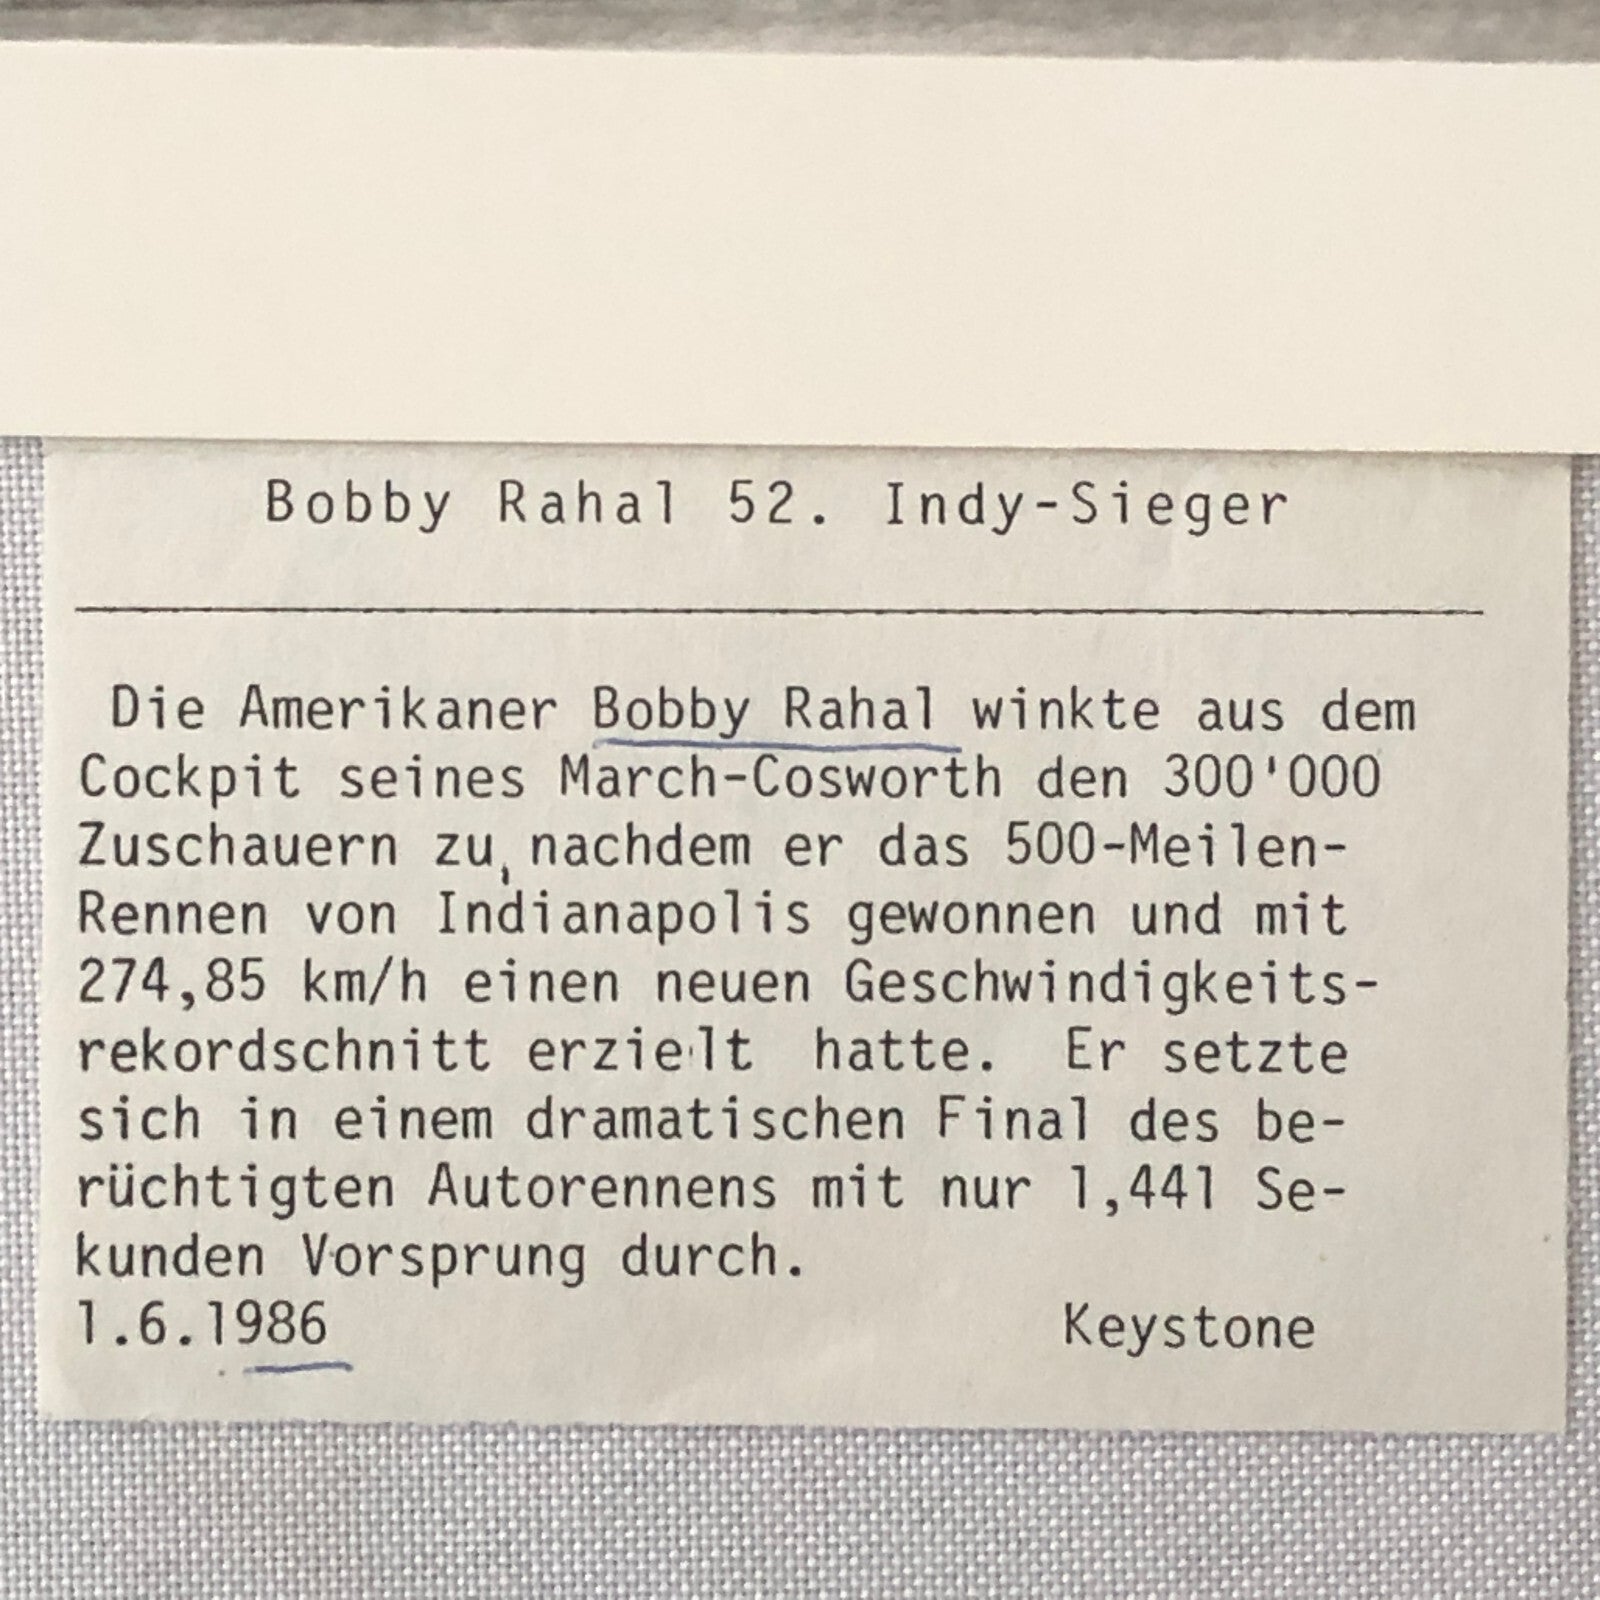 Bobby Rahal 52. Indy-Sieger
Die Amerikaner Bobby Rahal winkte aus dem
Cockpit seines March-Cosworth den 300'000
Zuschauern zu, nachdem er das 500-Meilen-
Rennen von Indianapolis gewonnen und mit
274,85 km/h einen neuen Geschwindigkeits-
rekordschnitt erzielt hatte. Er setzte
sich in einem dramatischen Final des be-
rüchtigten Autorennens mit nur 1,441 Se-
kunden Vorsprung durch.
1.6.1986 Keystone